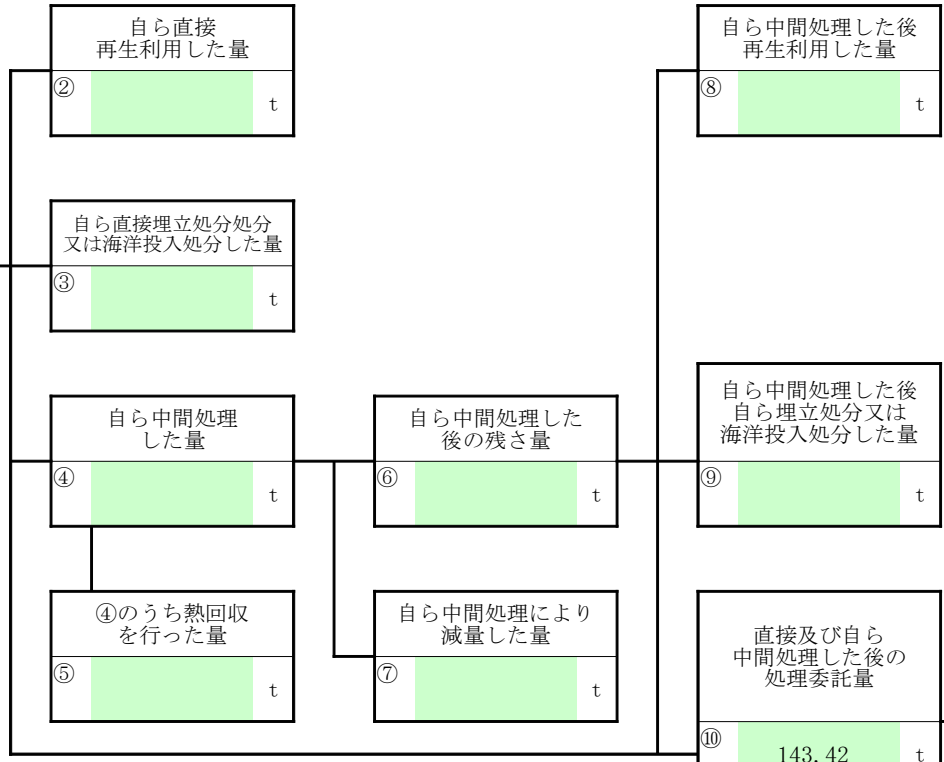 自ら直接
再生利用した量
②
t
自ら中間処理した後
再生利用した量
⑧
t
自ら直接埋立処分処分
又は海洋投入処分した量
③
t
自ら中間処理
した量
④
t
自ら中間処理した
後の残さ量
⑥
t
自ら中間処理した後
自ら埋立処分又は
海洋投入処分した量
⑨
t
④のうち熱回収
を行った量
⑤
t
自ら中間処理により
減量した量
⑦
t
直接及び自ら
中間処理した後の
処理委託量
⑩
143.42 t